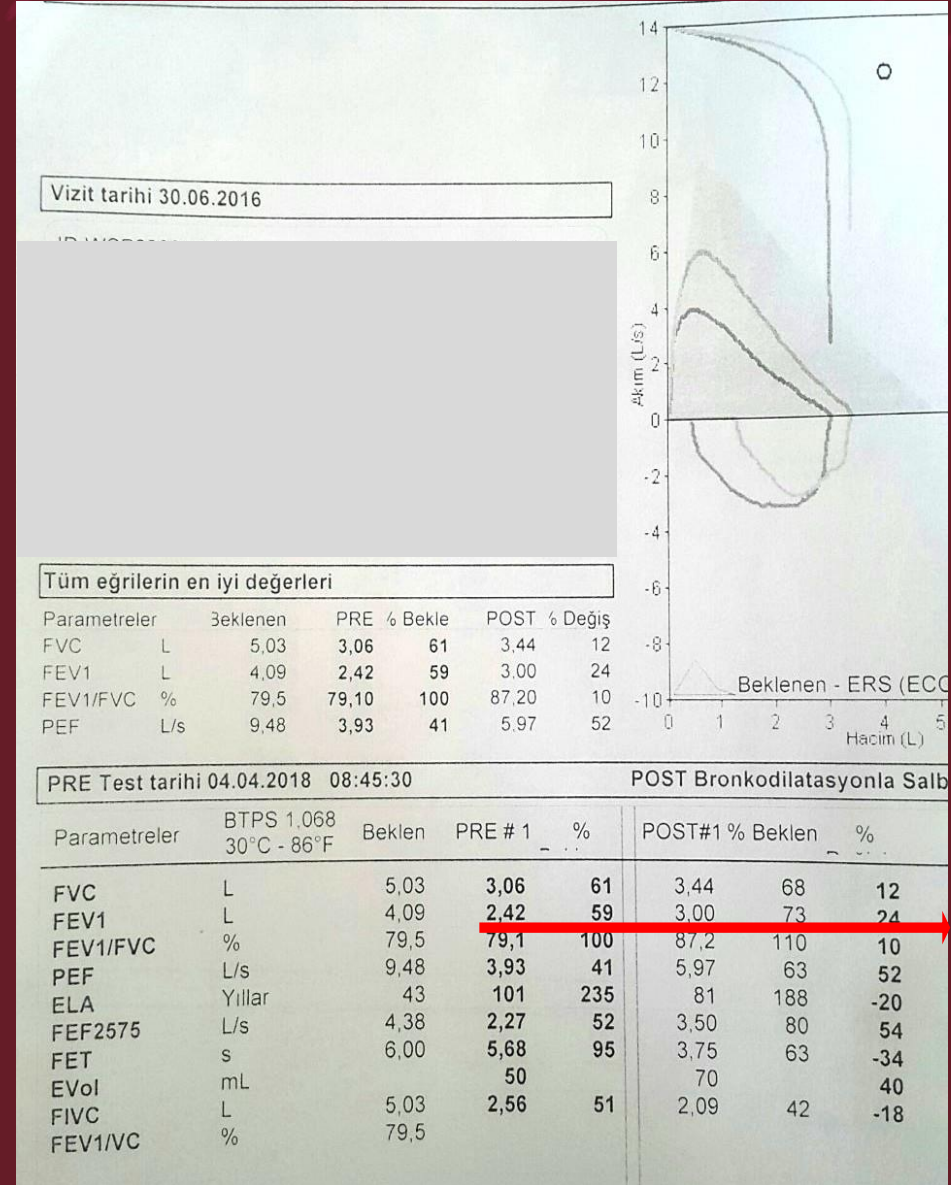 Vizit tarihi 30.06.2016
Tüm eğrilerin en iyi değerleri
Parametreler Beklenen PRE % Bekle POST % Değiş
FVC L 5,03 3,06 61 3,44 12
FEV1 L 4,09 2,42 59 3.00 24
FEV1/FVC % 79,5 79,10 100 87,20 10
PEF L/s 9,48 3,93 41 5,97 52
14
12
10
8
6
4
2
0
-2
-4
-6
-8
-10
Akım (L/s)
Beklenen - ERS (ECC
0 1 2 3 4 5
Hacim (L)
PRE Test tarihi 04.04.2018 08:45:30 POST Bronkodilatasyonla Salb
Parametreler BTPS 1,068 30°C - 86°F Beklen PRE # 1 % POST#1 % Beklen %
FVC L 5,03 3,06 61 3,44 68 12
FEV1 L 4,09 2,42 59 3,00 73 24
FEV1/FVC % 79,5 79,1 100 87,2 110 10
PEF L/s 9,48 3,93 41 5,97 63 52
ELA Yıllar 43 101 235 81 188 -20
FEF2575 L/s 4,38 2,27 52 3,50 80 54
FET s 6,00 5,68 95 3,75 63 -34
EVol mL 50 70 40
FIVC L 5,03 2,56 51 2,09 42 -18
FEV1/VC % 79,5